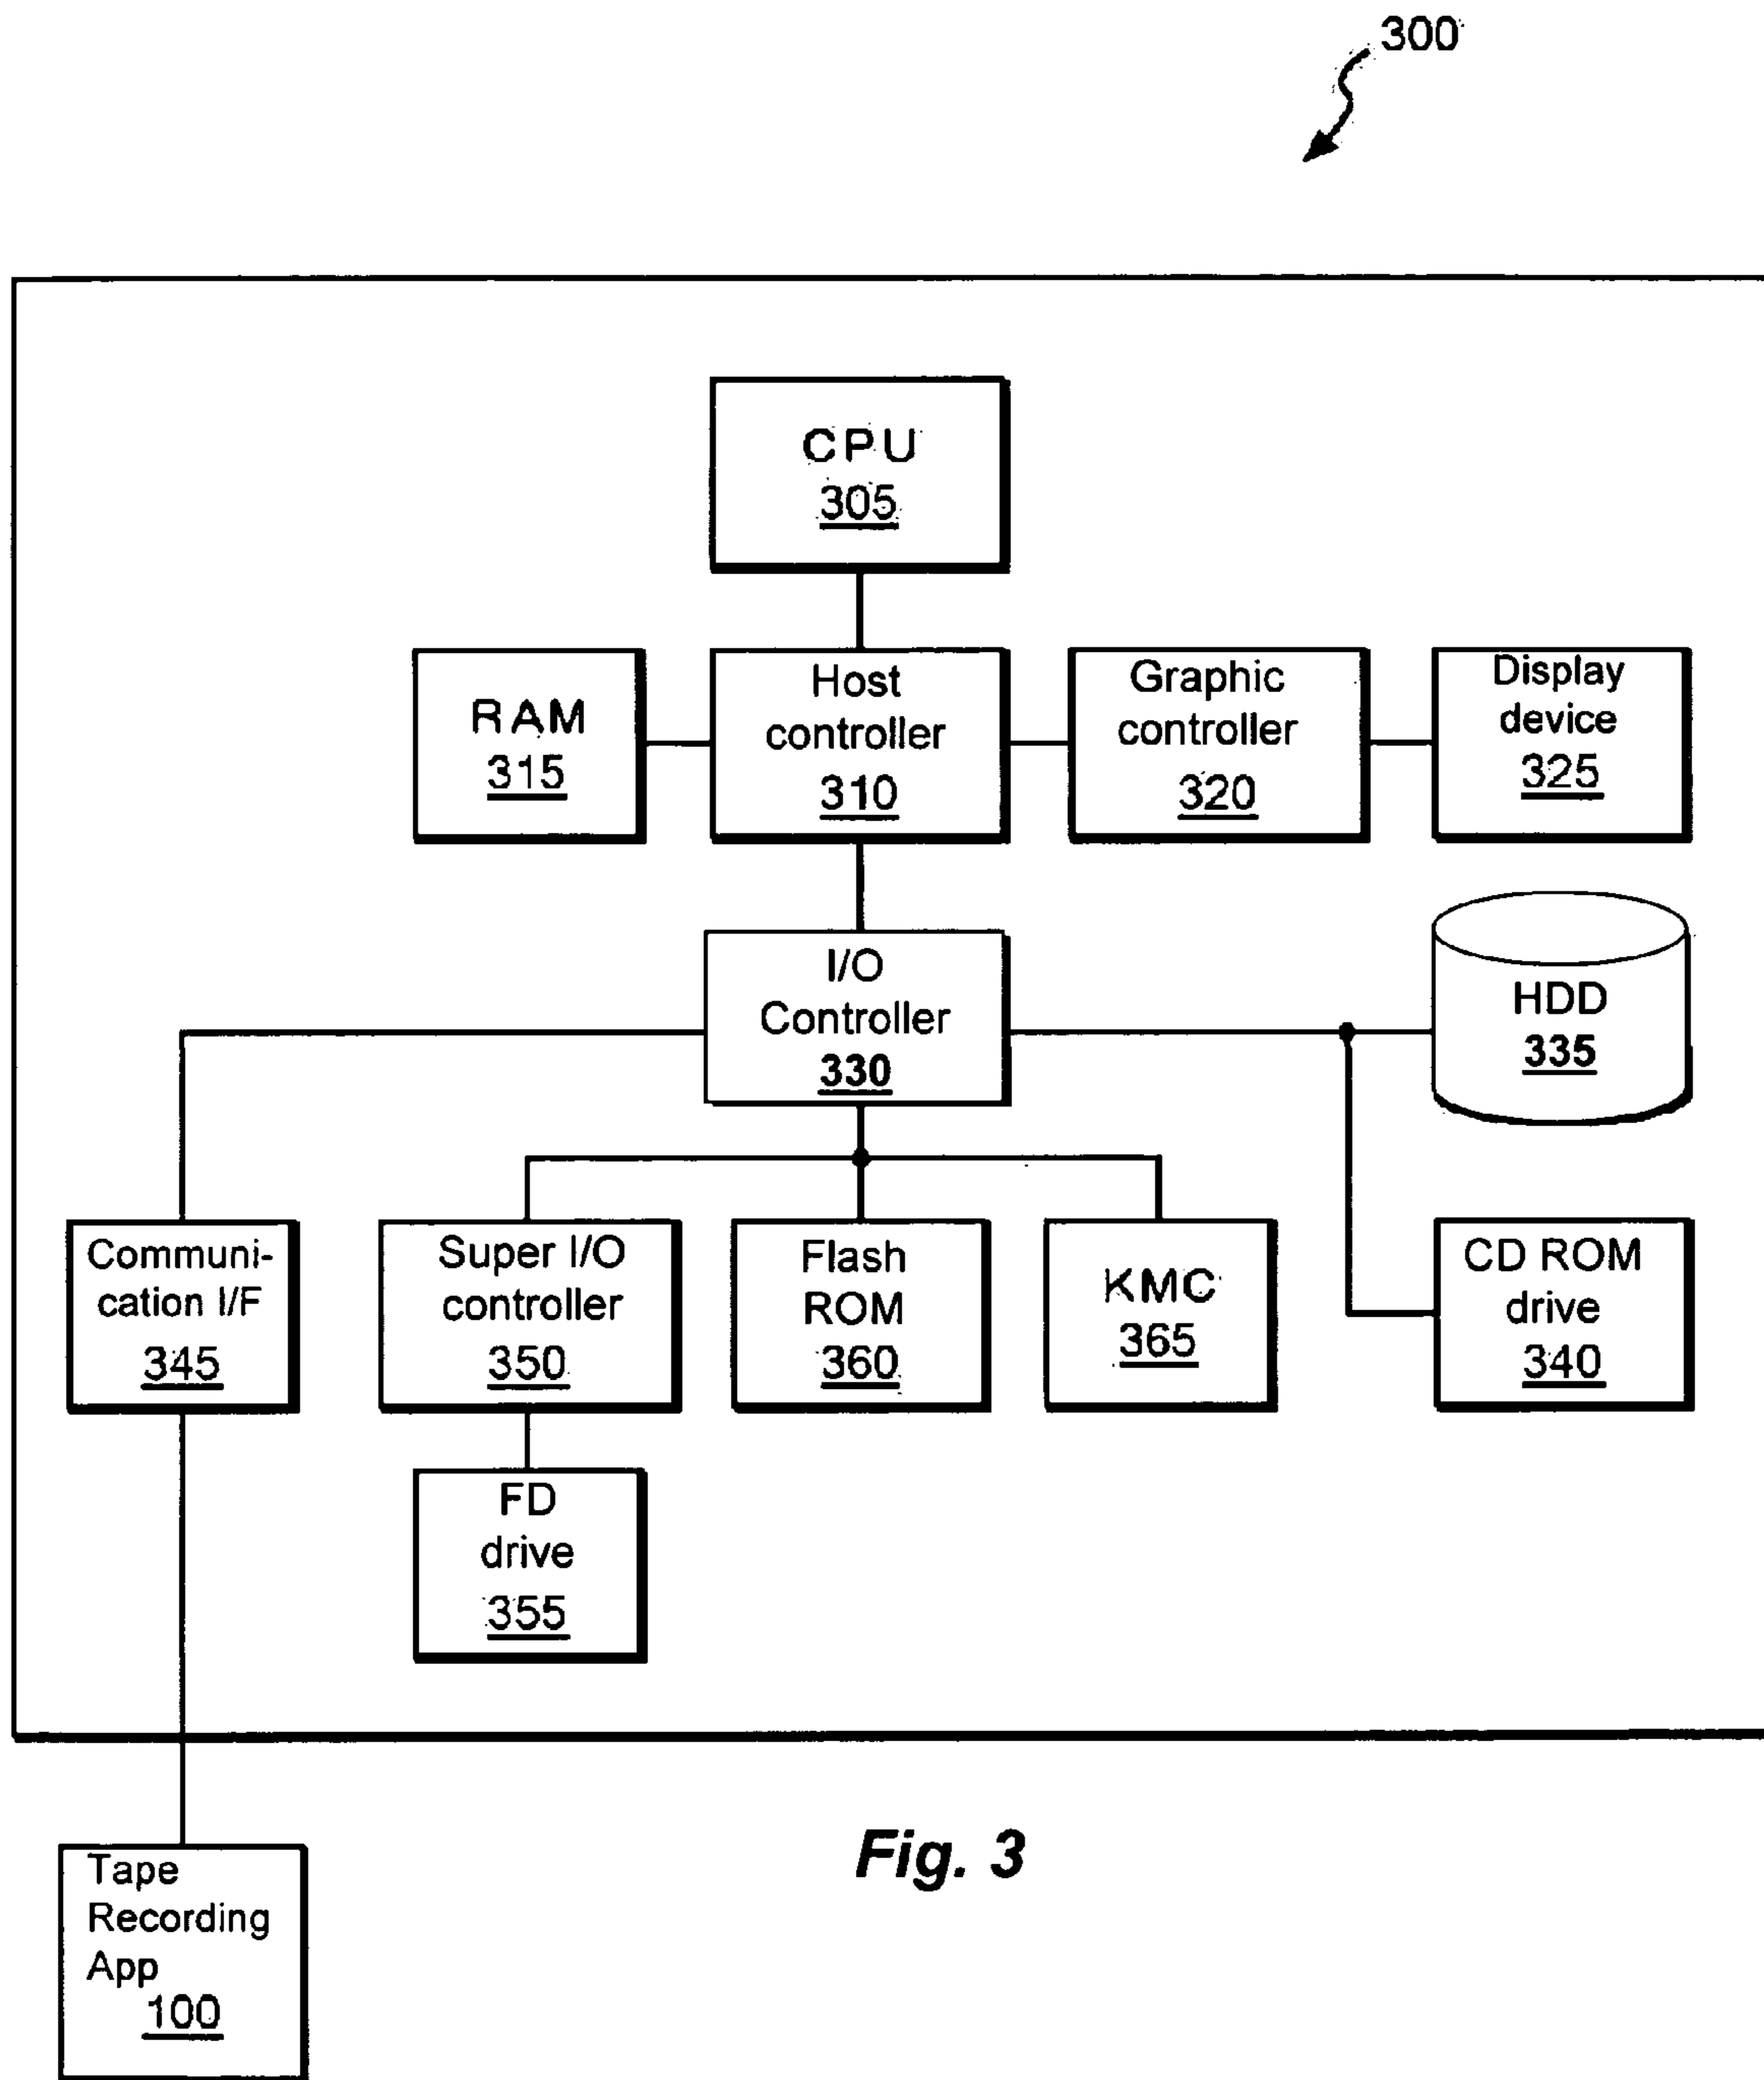 300
CPU
305
RAM
315
Host
controller
310
Graphic
controller
320
Display
device
325
I/O
Controller
330
HDD
335
Communi-
cation I/F
345
Super I/O
controller
350
Flash
ROM
360
KMC
365
CD ROM
drive
340
FD
drive
355
Tape
Recording
App
100
Fig. 3